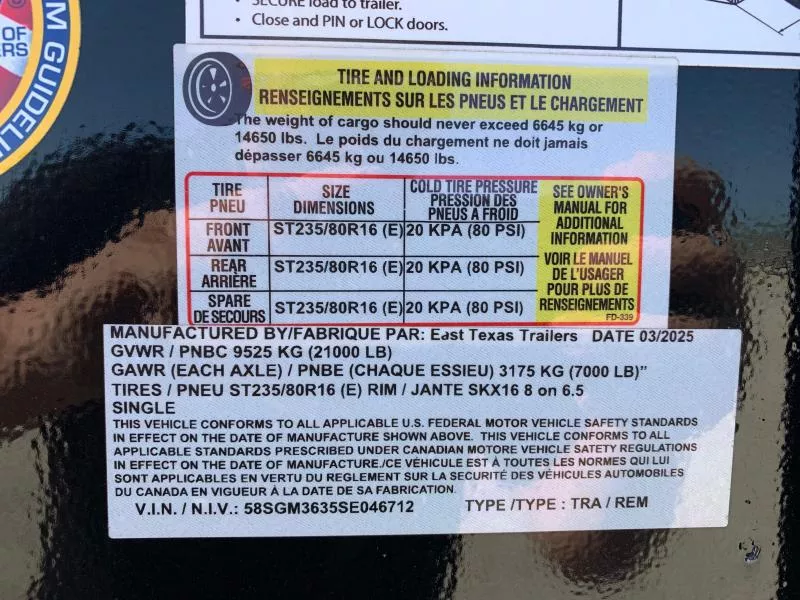 SECURE load to trailer.
• Close and PIN or LOCK doors.
OF
ERS
M GUIDELIN
TIRE AND LOADING INFORMATION
RENSEIGNEMENTS SUR LES PNEUS ET LE CHARGEMENT
The weight of cargo should never exceed 6645 kg or
14650 lbs. Le poids du chargement ne doit jamais
dépasser 6645 kg ou 14650 lbs.
TIRE
PNEU
SIZE
DIMENSIONS
COLD TIRE PRESSURE
PRESSION DES
PNEUS A FROID
SEE OWNER'S
MANUAL FOR
ADDITIONAL
INFORMATION
VOIR LE MANUEL
DE L'USAGER
POUR PLUS DE
RENSEIGNEMENTS
FRONT
AVANT
ST235/80R16 (E) 20 KPA (80 PSI)
REAR
ARRIÈRE
ST235/80R16 (E) 20 KPA (80 PSI)
SPARE
DE SECOURS
ST235/80R16 (E) 20 KPA (80 PSI)
FD-339
MANUFACTURED BY/FABRIQUE PAR: East Texas Trailers DATE 03/2025
GVWR / PNBC 9525 KG (21000 LB)
GAWR (EACH AXLE) / PNBE (CHAQUE ESSIEU) 3175 KG (7000 LB)"
TIRES / PNEU ST235/80R16 (E) RIM / JANTE SKX16 8 on 6.5
SINGLE
THIS VEHICLE CONFORMS TO ALL APPLICABLE U.S. FEDERAL MOTOR VEHICLE SAFETY STANDARDS
IN EFFECT ON THE DATE OF MANUFACTURE SHOWN ABOVE. THIS VEHICLE CONFORMS TO ALL
APPLICABLE STANDARDS PRESCRIBED UNDER CANADIAN MOTORE VEHICLE SATETY REGULATIONS
IN EFFECT ON THE DATE OF MANUFACTURE./CE VÉHICULE EST À TOUTES LES NORMES QUI LUI
SONT APPLICABLES EN VERTU DU REGLEMENT SUR LA SECURITÉ DES VÉHICULES AUTOMOBILES
DU CANADA EN VIGUEUR À LA DATE DE SA FABRICATION.
V.I.N. / N.I.V.: 58SGM3635SE046712 TYPE /TYPE : TRA / REM